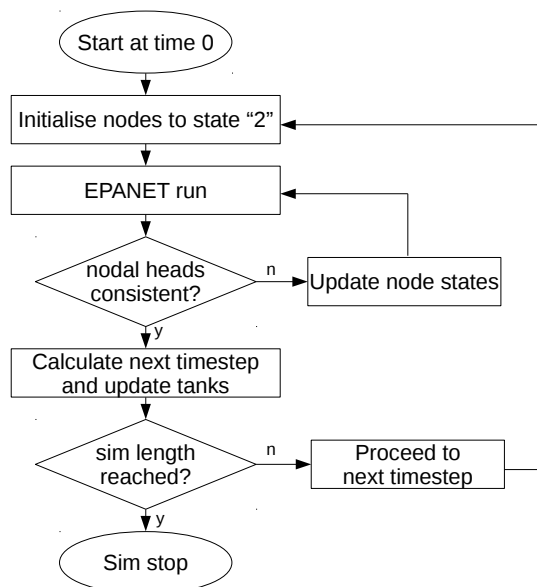 Start at time 0
Initialise nodes to state “2”
EPANET run
nodal heads
consistent?
n
Update node states
y
Calculate next timestep
and update tanks
sim length
reached?
n
Proceed to
next timestep
y
Sim stop